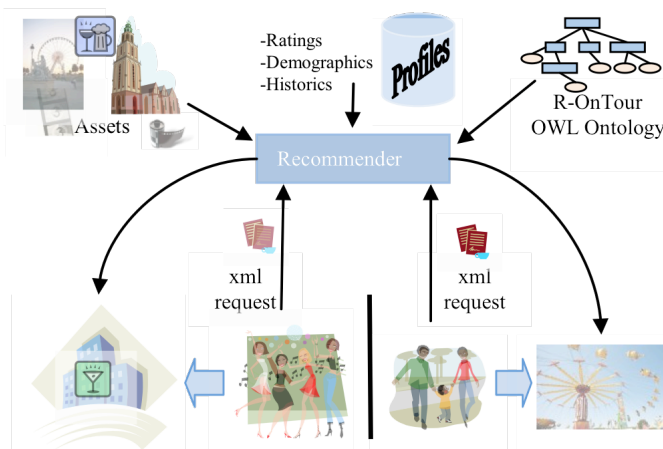 -Ratings
-Demographics
-Historics
Profiles
Assets
R-OnTour
OWL Ontology
Recommender
xml
request
xml
request